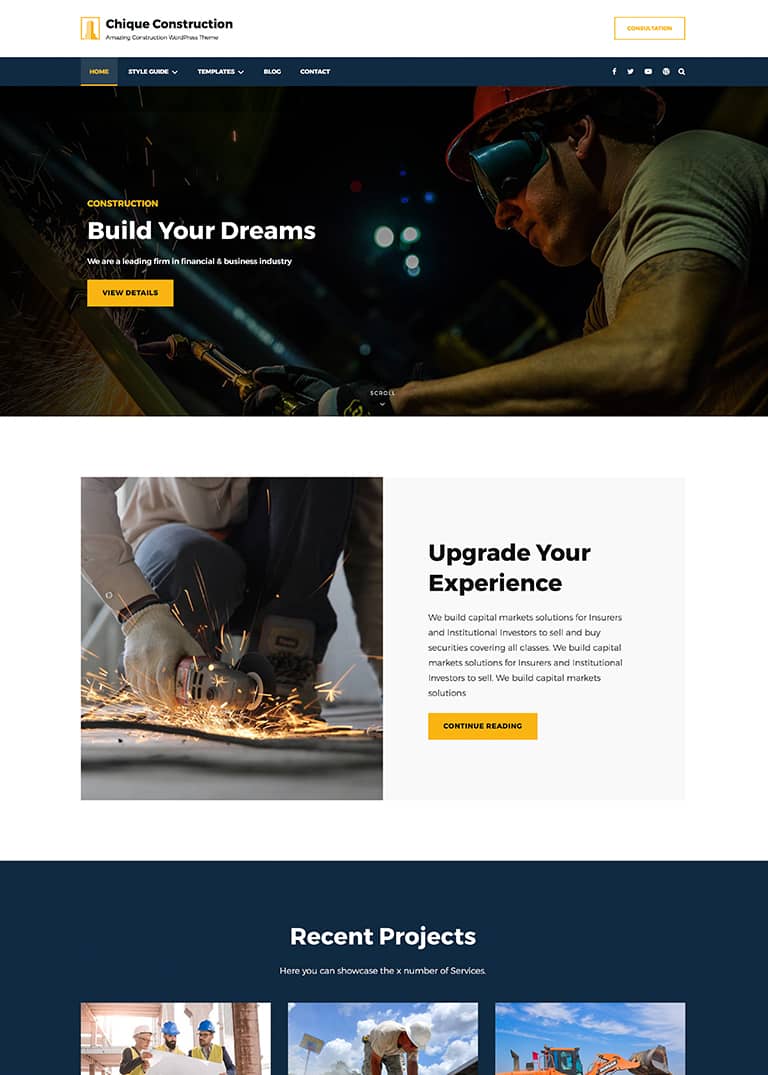 Chique Construction
Amazing Construction WordPress Theme
CONSULTATION
HOME STYLE GUIDE TEMPLATES BLOG CONTACT
CONSTRUCTION
Build Your Dreams
We are a leading firm in financial & business industry
VIEW DETAILS
SCROLL
Upgrade Your
Experience
We build capital markets solutions for Insurers
and Institutional Investors to sell and buy
securities covering all classes. We build capital
markets solutions for Insurers and Institutional
Investors to sell. We build capital markets
solutions
CONTINUE READING
Recent Projects
Here you can showcase the x number of Services.